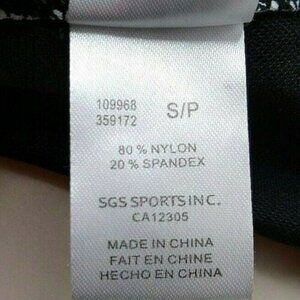 109968 S/P
359172
80% NYLON
20% SPANDEX
SGS SPORTS INC.
CA12305
MADE IN CHINA
FAIT EN CHINE
HECHO EN CHINA